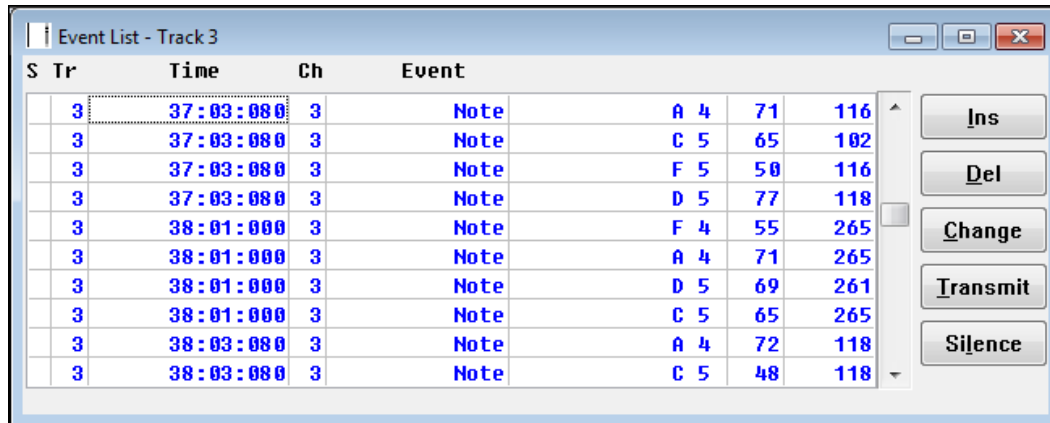 Event List - Track 3
S Tr Time Ch Event
3 37:03:080 3 Note A 4 71 116
3 37:03:080 3 Note C 5 65 102
3 37:03:080 3 Note F 5 50 116
3 37:03:080 3 Note D 5 77 118
3 38:01:000 3 Note F 4 55 265
3 38:01:000 3 Note A 4 71 265
3 38:01:000 3 Note D 5 69 261
3 38:01:000 3 Note C 5 65 265
3 38:03:080 3 Note A 4 72 118
3 38:03:080 3 Note C 5 48 118
Ins
Del
Change
Transmit
Silence